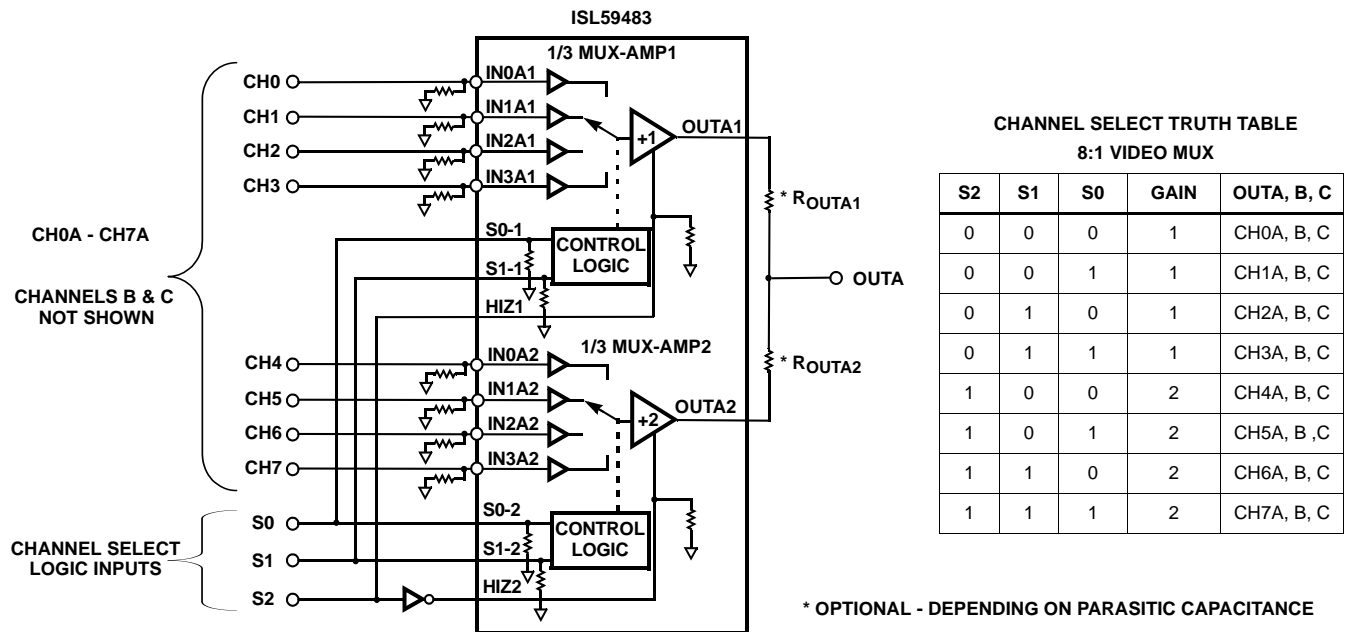 ISL59483
1/3 MUX-AMP1
CH0
IN0A1
CH1
IN1A1
+1
OUTA1
CH2
IN2A1
CH3
IN3A1
* ROUTA1
CH0A - CH7A
CHANNELS B & C
NOT SHOWN
S0-1
CONTROL
LOGIC
S1-1
HIZ1
OUTA
1/3 MUX-AMP2
CH4
IN0A2
* ROUTA2
CH5
IN1A2
+2
OUTA2
CH6
IN2A2
CH7
IN3A2
CHANNEL SELECT
LOGIC INPUTS
S0
S0-2
CONTROL
LOGIC
S1
S1-2
S2
HIZ2
CHANNEL SELECT TRUTH TABLE
8:1 VIDEO MUX
S2 S1 S0 GAIN OUTA, B, C
0 0 0 1 CH0A, B, C
0 0 1 1 CH1A, B, C
0 1 0 1 CH2A, B, C
0 1 1 1 CH3A, B, C
1 0 0 2 CH4A, B, C
1 0 1 2 CH5A, B ,C
1 1 0 2 CH6A, B, C
1 1 1 2 CH7A, B, C
* OPTIONAL - DEPENDING ON PARASITIC CAPACITANCE